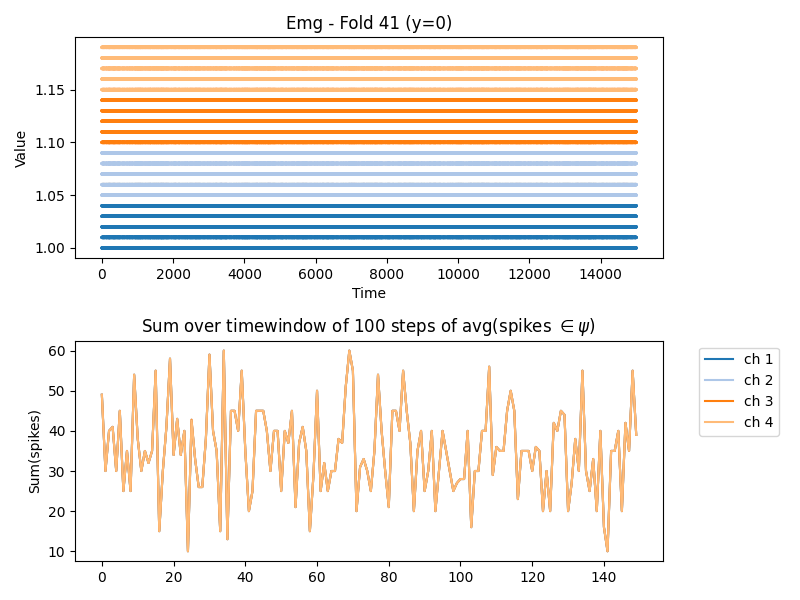 Emg - Fold 41 (y=0)
Value
1.15
1.10
1.05
1.00
0 2000 4000 6000 8000 10000 12000 14000
Time
Sum over timewindow of 100 steps of avg(spikes ∈ψ)
Sum(spikes)
60
50
40
30
20
10
0 20 40 60 80 100 120 140
ch 1
ch 2
ch 3
ch 4